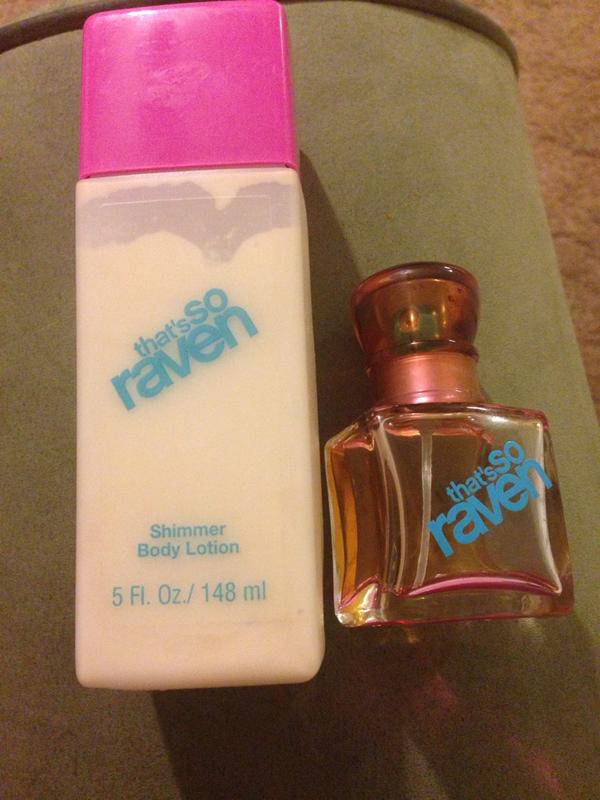 that's so
raven
Shimmer
Body Lotion
5 Fl. Oz./ 148 ml
that's so
raven